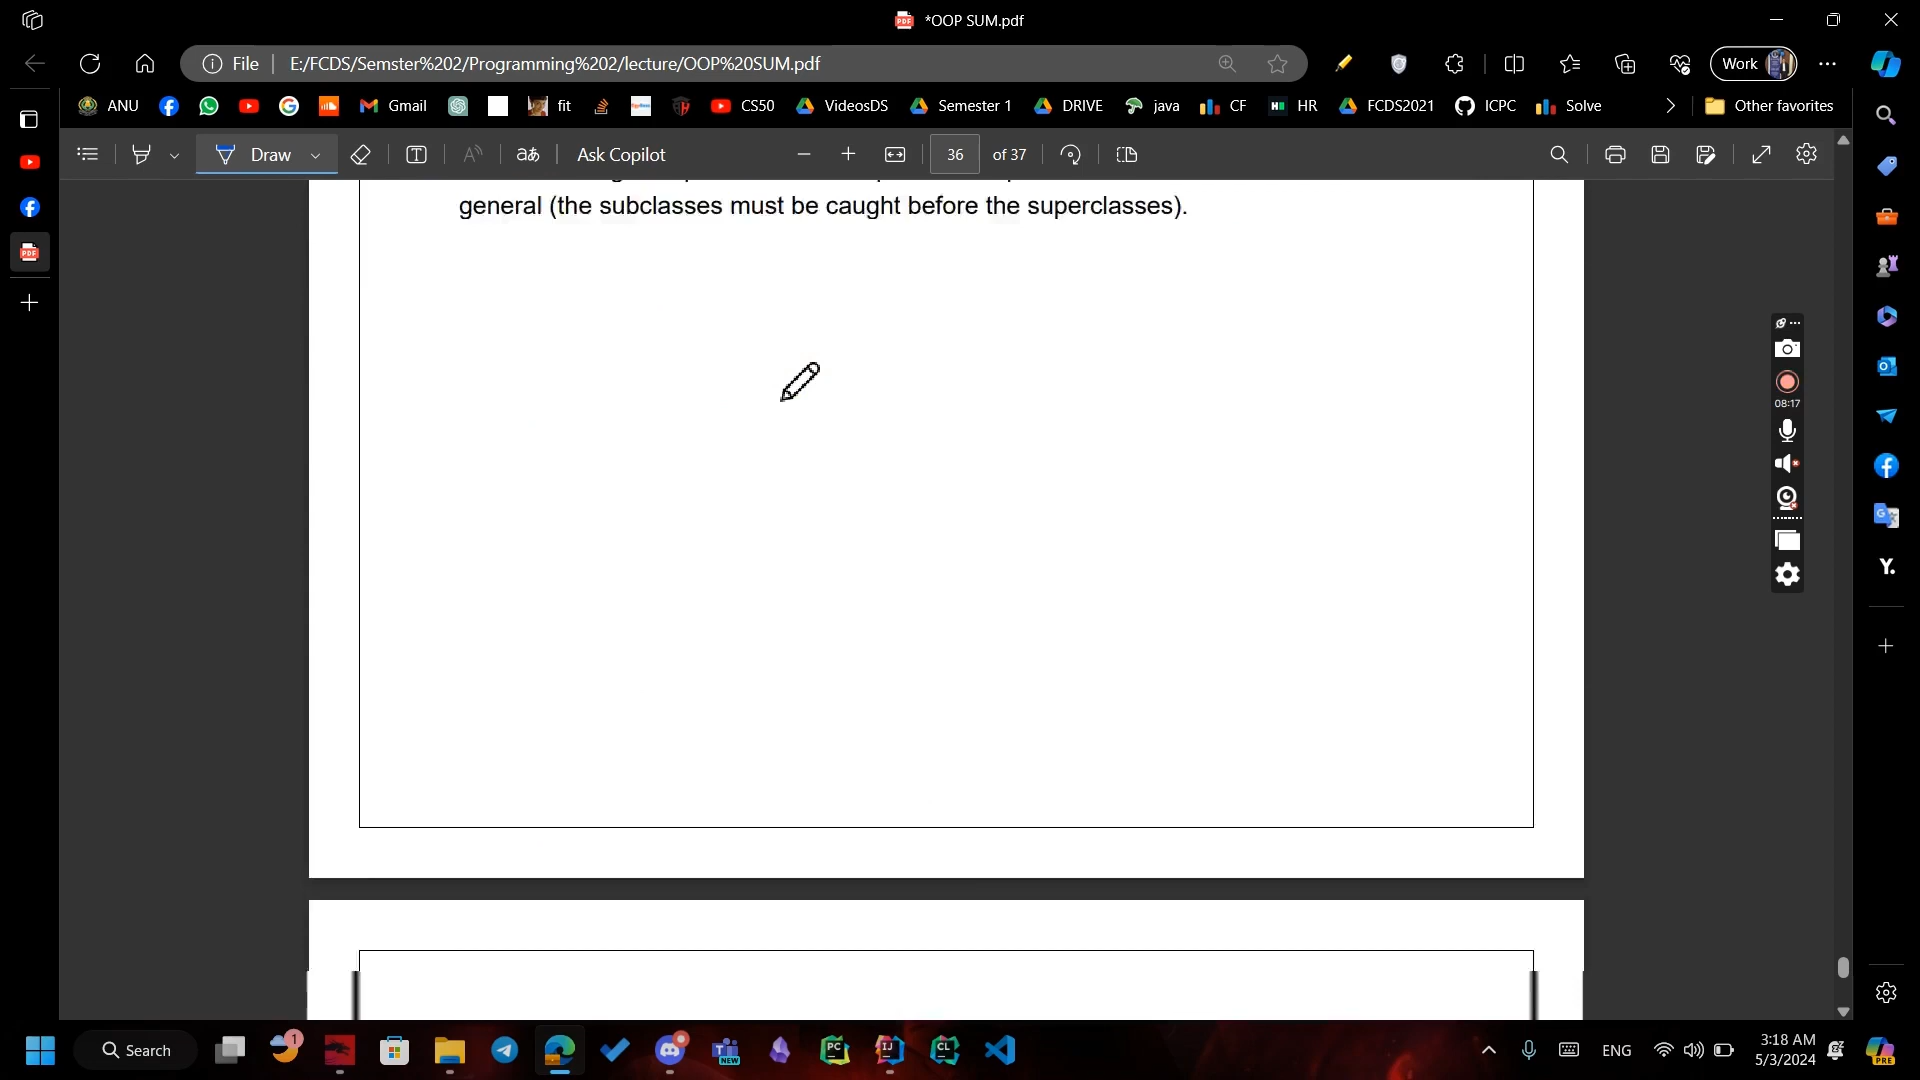 *OOP SUM.pdf
File
E:/FCDS/Semster%202/Programming%202/lecture/OOP%20SUM.pdf
Work
ANU
Gmail
fit
CS50
VideosDS
Semester 1
DRIVE
java
CF
HR
FCDS2021
ICPC
Solve
Other favorites
Draw
aあ
Ask Copilot
36
of 37
general (the subclasses must be caught before the superclasses).
08:17
Search
ENG
3:18 AM
5/3/2024